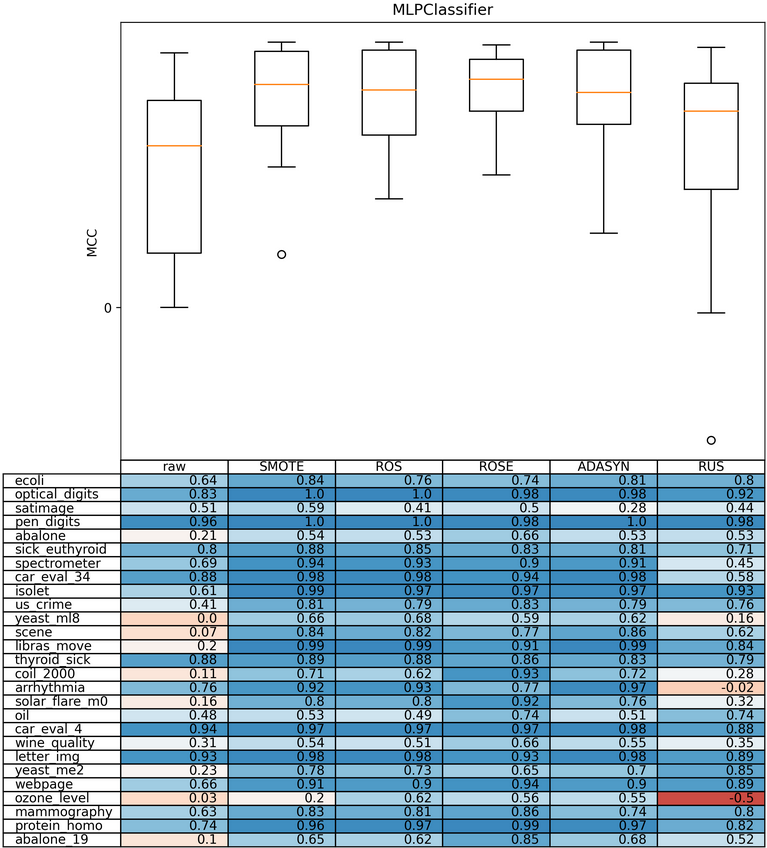 MLPClassifier
MCC
0
raw SMOTE ROS ROSE ADASYN RUS
ecoli 0.64 0.84 0.76 0.74 0.81 0.8
optical_digits 0.83 1.0 1.0 0.98 0.98 0.92
satimage 0.51 0.59 0.41 0.5 0.28 0.44
pen_digits 0.96 1.0 1.0 0.98 1.0 0.98
abalone 0.21 0.54 0.53 0.66 0.53 0.53
sick_euthyroid 0.8 0.88 0.85 0.83 0.81 0.71
spectrometer 0.69 0.94 0.93 0.9 0.91 0.45
car_eval_34 0.88 0.98 0.98 0.94 0.98 0.58
isolet 0.61 0.99 0.97 0.97 0.97 0.93
us_crime 0.41 0.81 0.79 0.83 0.79 0.76
yeast_ml8 0.0 0.66 0.68 0.59 0.62 0.16
scene 0.07 0.84 0.82 0.77 0.86 0.62
libras_move 0.2 0.99 0.99 0.91 0.99 0.84
thyroid_sick 0.88 0.89 0.88 0.86 0.83 0.79
coil_2000 0.11 0.71 0.62 0.93 0.72 0.28
arrhythmia 0.76 0.92 0.93 0.77 0.97 -0.02
solar_flare_m0 0.16 0.8 0.8 0.92 0.76 0.32
oil 0.48 0.53 0.49 0.74 0.51 0.74
car_eval_4 0.94 0.97 0.97 0.97 0.98 0.88
wine_quality 0.31 0.54 0.51 0.66 0.55 0.35
letter_img 0.93 0.98 0.98 0.93 0.98 0.89
yeast_me2 0.23 0.78 0.73 0.65 0.7 0.85
webpage 0.66 0.91 0.9 0.94 0.9 0.89
ozone_level 0.03 0.2 0.62 0.56 0.55 -0.5
mammography 0.63 0.83 0.81 0.86 0.74 0.8
protein_homo 0.74 0.96 0.97 0.99 0.97 0.82
abalone_19 0.1 0.65 0.62 0.85 0.68 0.52